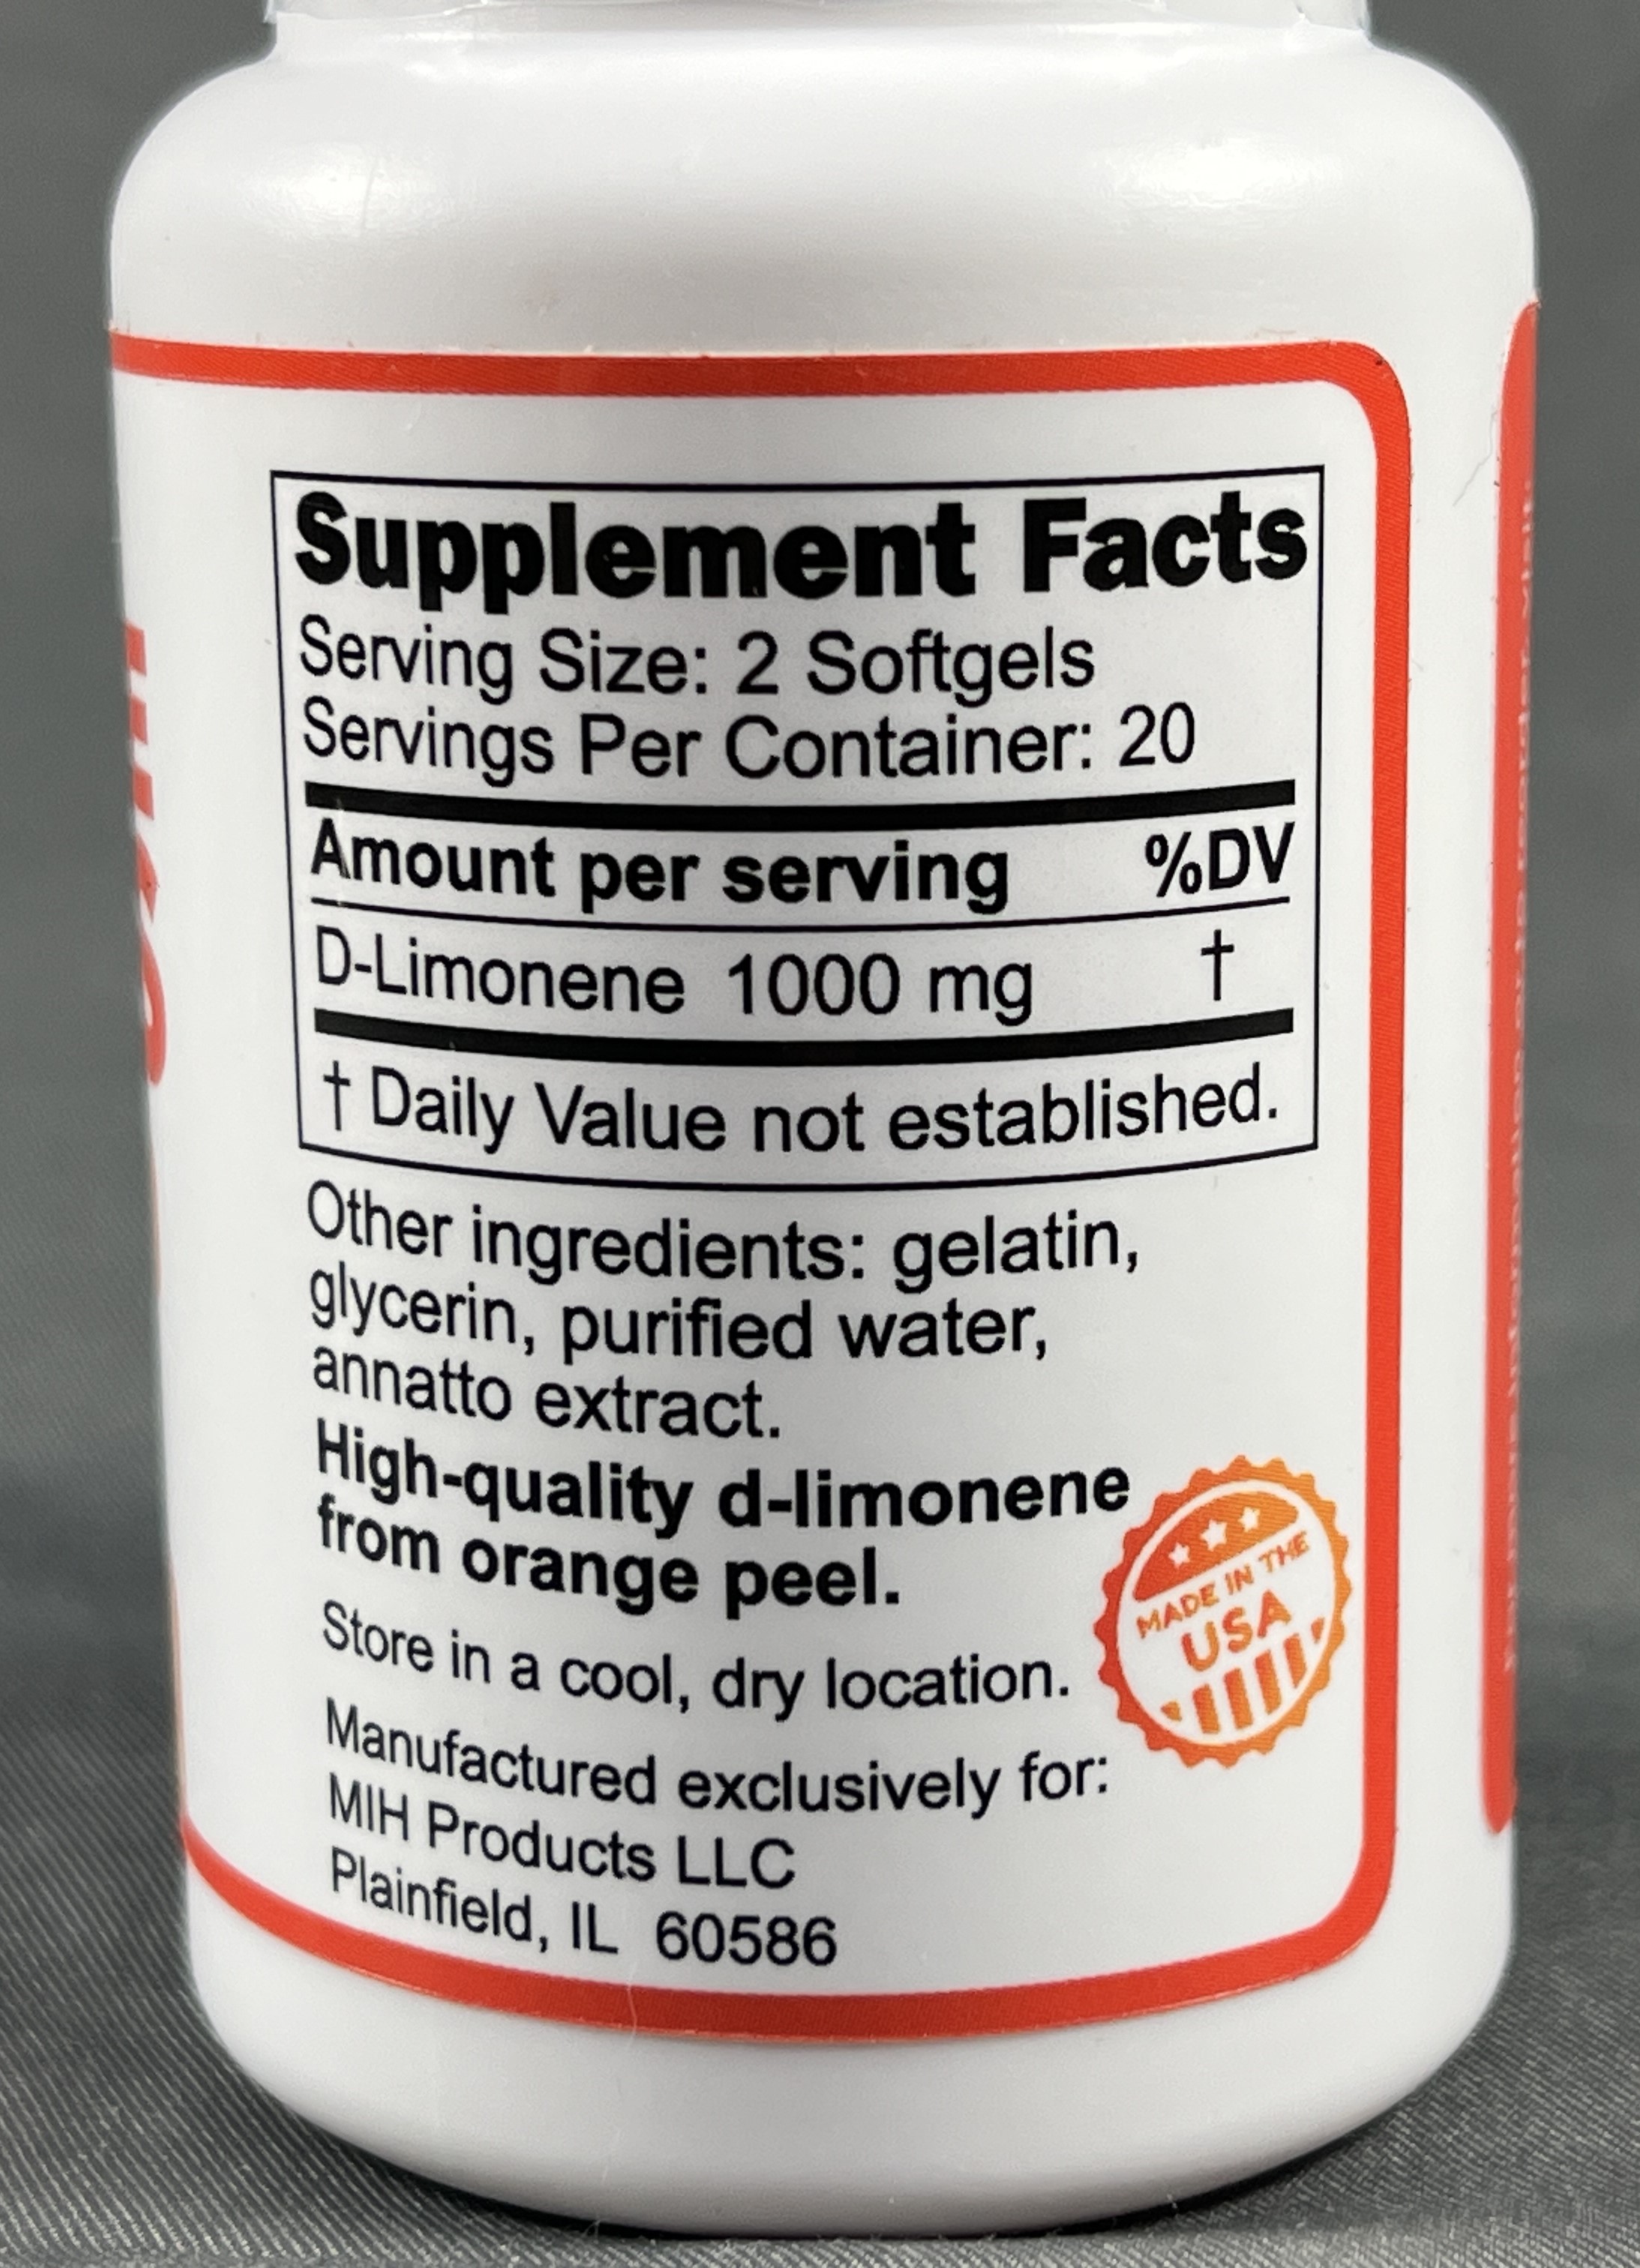 Supplement Facts
Serving Size: 2 Softgels
Servings Per Container: 20
Amount per serving %DV
D-Limonene 1000 mg †
† Daily Value not established.
Other ingredients: gelatin,
glycerin, purified water,
annatto extract.
High-quality d-limonene
from orange peel.
Store in a cool, dry location.
Manufactured exclusively for:
MIH Products LLC
Plainfield, IL 60586
MADE IN THE
USA